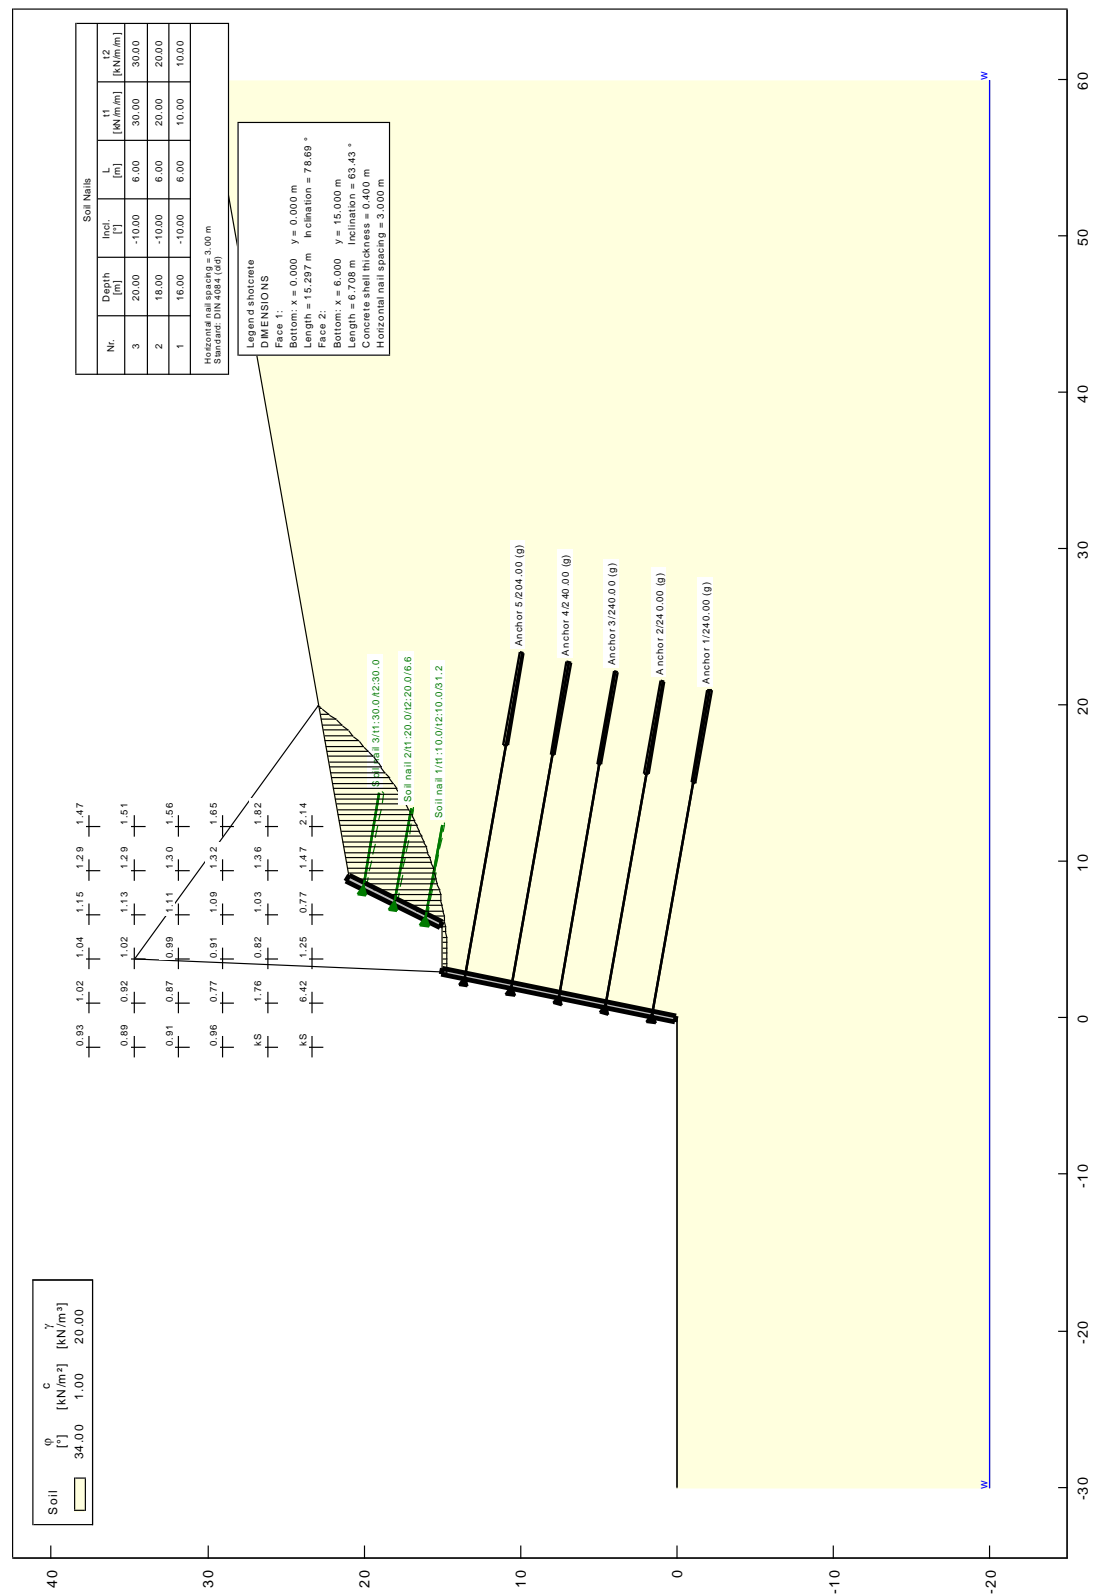 Soil φ c γ
[°] [kN/m²] [kN/m³]
34.00 1.00 20.00
Soil Nails
Nr. Depth Incl. L t1 t2
[m] [°] [m] [kN/m/m] [kN/m/m]
3 20.00 -10.00 6.00 30.00 30.00
2 18.00 -10.00 6.00 20.00 20.00
1 16.00 -10.00 6.00 10.00 10.00
Horizontal nail spacing = 3.00 m
Standard: DIN 4084 (old)
Legend shotcrete
DIMENSIONS
Face 1:
Bottom: x = 0.000 y = 0.000 m
Length = 15.297 m Inclination = 78.69 °
Face 2:
Bottom: x = 6.000 y = 15.000 m
Length = 6.708 m Inclination = 63.43 °
Concrete shell thickness = 0.400 m
Horizontal nail spacing = 3.000 m
0.93 1.02 1.04 1.15 1.29 1.47
0.89 0.92 1.02 1.13 1.29 1.51
0.91 0.87 0.99 1.11 1.30 1.56
0.96 0.77 0.91 1.09 1.32 1.65
kS 1.76 0.82 1.03 1.36 1.82
kS 6.42 1.25 0.77 1.47 2.14
Soil nail 3/t1:30.0/t2:30.0
Soil nail 2/t1:20.0/t2:20.0/6.6
Soil nail 1/t1:10.0/t2:10.0/31.2
Anchor 5/204.00 (g)
Anchor 4/240.00 (g)
Anchor 3/240.00 (g)
Anchor 2/240.00 (g)
Anchor 1/240.00 (g)
w w
40
30
20
10
0
-10
-20
-30 -20 -10 0 10 20 30 40 50 60